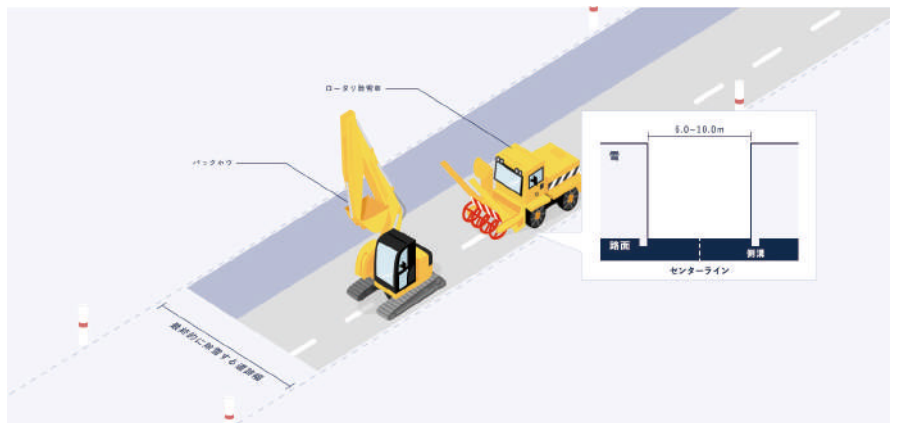 ロータリ除雪車
バックホウ
6.0~10.0m
雪
路面
側溝
センターライン
最終的に除雪する道路幅